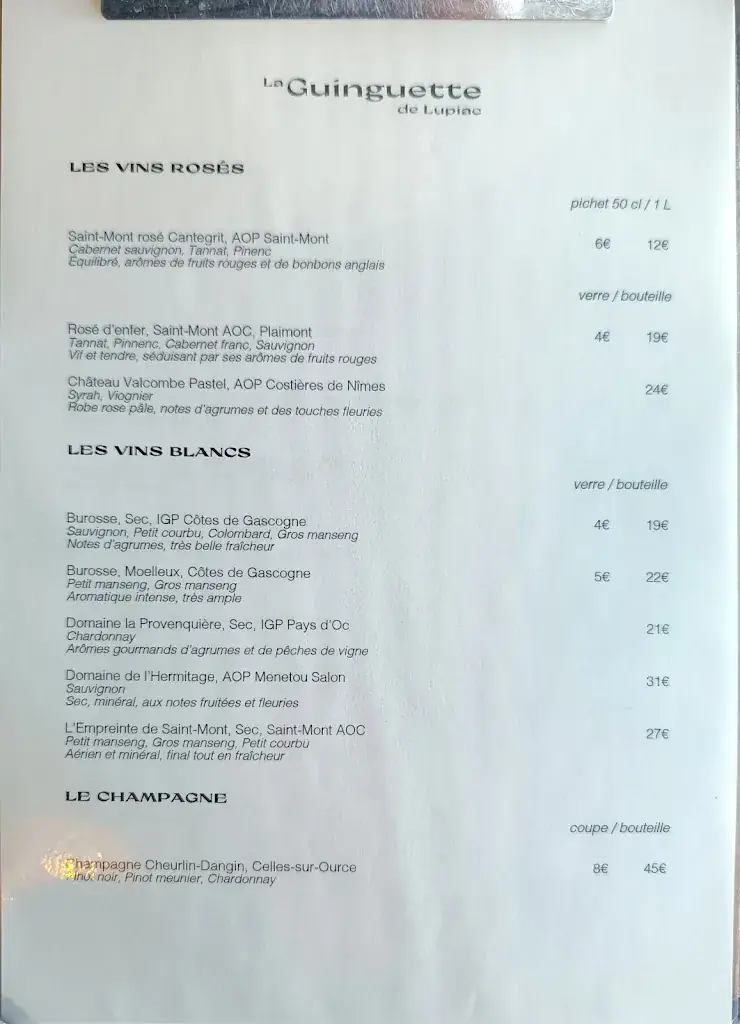 La Guinguette
de Lupiac
LES VINS ROSÉS
pichet 50 cl / 1 L
Saint-Mont rosé Cantegrit, AOP Saint-Mont 6€ 12€
Cabernet sauvignon, Tannat, Pinenc
Équilibré, arômes de fruits rouges et de bonbons anglais
verre / bouteille
Rosé d'enfer, Saint-Mont AOC, Plaimont 4€ 19€
Tannat, Pinnenc, Cabernet franc, Sauvignon
Vif et tendre, séduisant par ses arômes de fruits rouges
Château Valcombe Pastel, AOP Costières de Nîmes 24€
Syrah, Viognier
Robe rose pâle, notes d'agrumes et des touches fleuries
LES VINS BLANCS
verre / bouteille
Burosse, Sec, IGP Côtes de Gascogne 4€ 19€
Sauvignon, Petit courbu, Colombard, Gros manseng
Notes d'agrumes, très belle fraîcheur
Burosse, Moelleux, Côtes de Gascogne 5€ 22€
Petit manseng, Gros manseng
Aromatique intense, très ample
Domaine la Provenquière, Sec, IGP Pays d'Oc 21€
Chardonnay
Arômes gourmands d'agrumes et de pêches de vigne
Domaine de l'Hermitage, AOP Menetou Salon 31€
Sauvignon
Sec, minéral, aux notes fruitées et fleuries
L'Empreinte de Saint-Mont, Sec, Saint-Mont AOC 27€
Petit manseng, Gros manseng, Petit courbu
Aérien et minéral, final tout en fraîcheur
LE CHAMPAGNE
coupe / bouteille
Champagne Cheurlin-Dangin, Celles-sur-Ource 8€ 45€
Pinot noir, Pinot meunier, Chardonnay